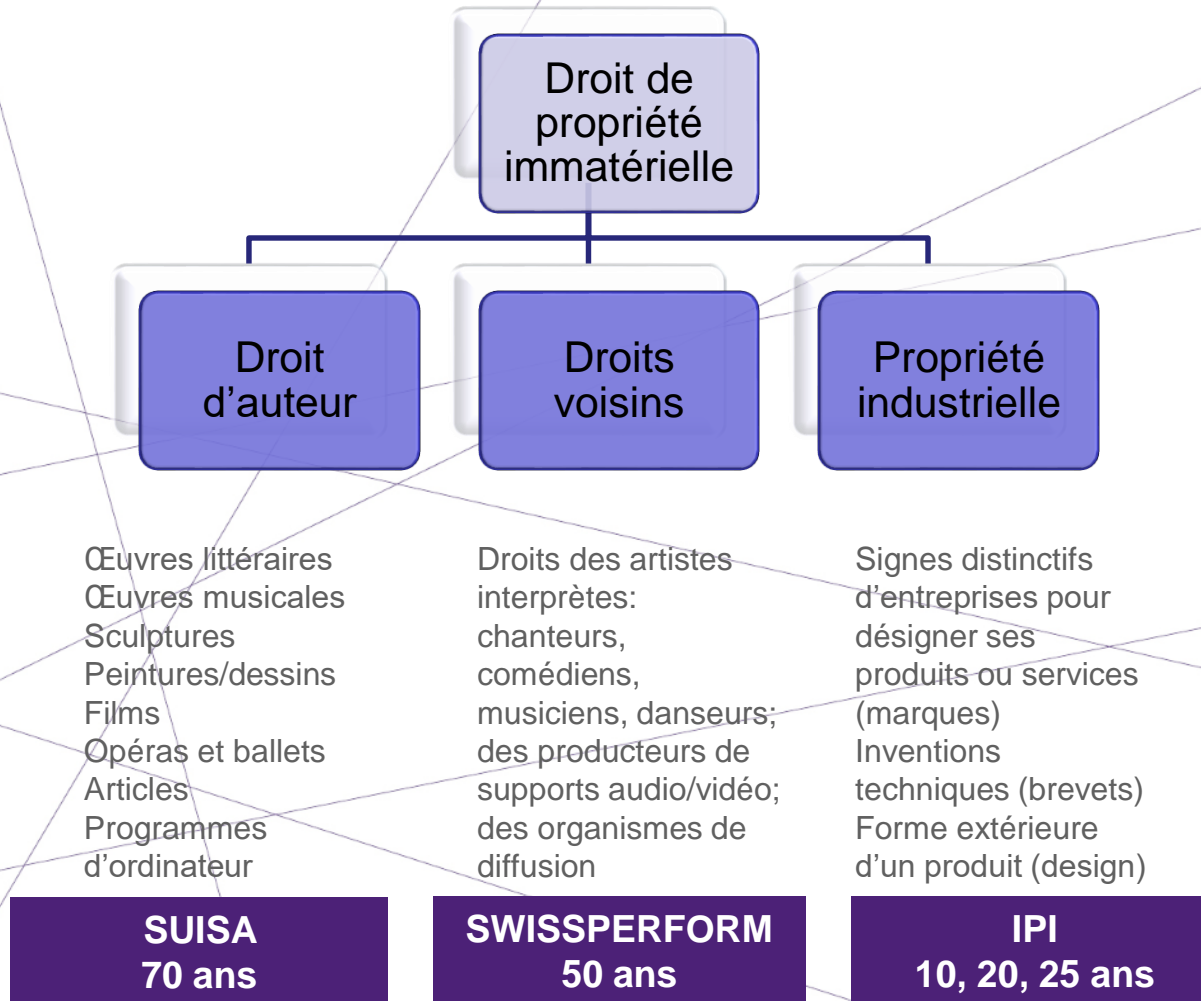 Droit de
propriété
immatérielle
Droit
d’auteur
Droits
voisins
Propriété
industrielle
Œuvres littéraires
Œuvres musicales
Sculptures
Peintures/dessins
Films
Opéras et ballets
Articles
Programmes
d’ordinateur
Droits des artistes
interprètes:
chanteurs,
comédiens,
musiciens, danseurs;
des producteurs de
supports audio/vidéo;
des organismes de
diffusion
Signes distinctifs
d’entreprises pour
désigner ses
produits ou services
(marques)
Inventions
techniques (brevets)
Forme extérieure
d’un produit (design)
SUISA
70 ans
SWISSPERFORM
50 ans
IPI
10, 20, 25 ans